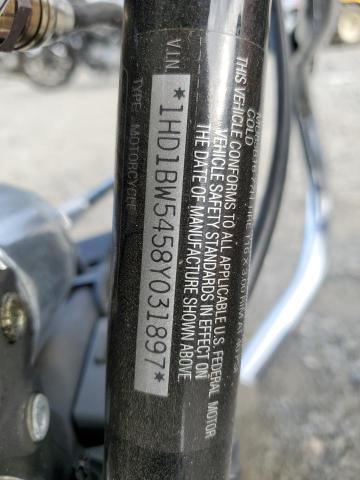 COLD
THIS VEHICLE CONFORMS TO ALL APPLICABLE U.S. FEDERAL MOTOR
VEHICLE SAFETY STANDARDS IN EFFECT ON
THE DATE OF MANUFACTURE SHOWN ABOVE.
V.I.N.
*1HD1BW5458Y031897*
TYPE: MOTORCYCLE